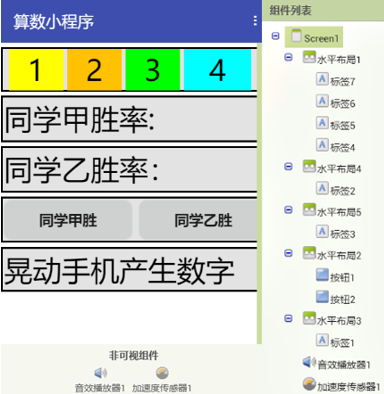 算数小程序
1 2 3 4
同学甲胜率:
同学乙胜率:
同学甲胜 同学乙胜
晃动手机产生数字
非可视组件
音效播放器1 加速度传感器1
组件列表
Screen1
水平布局1
标签7
标签6
标签5
标签4
水平布局4
标签2
水平布局5
标签3
水平布局2
按钮1
按钮2
水平布局3
标签1
音效播放器1
加速度传感器1